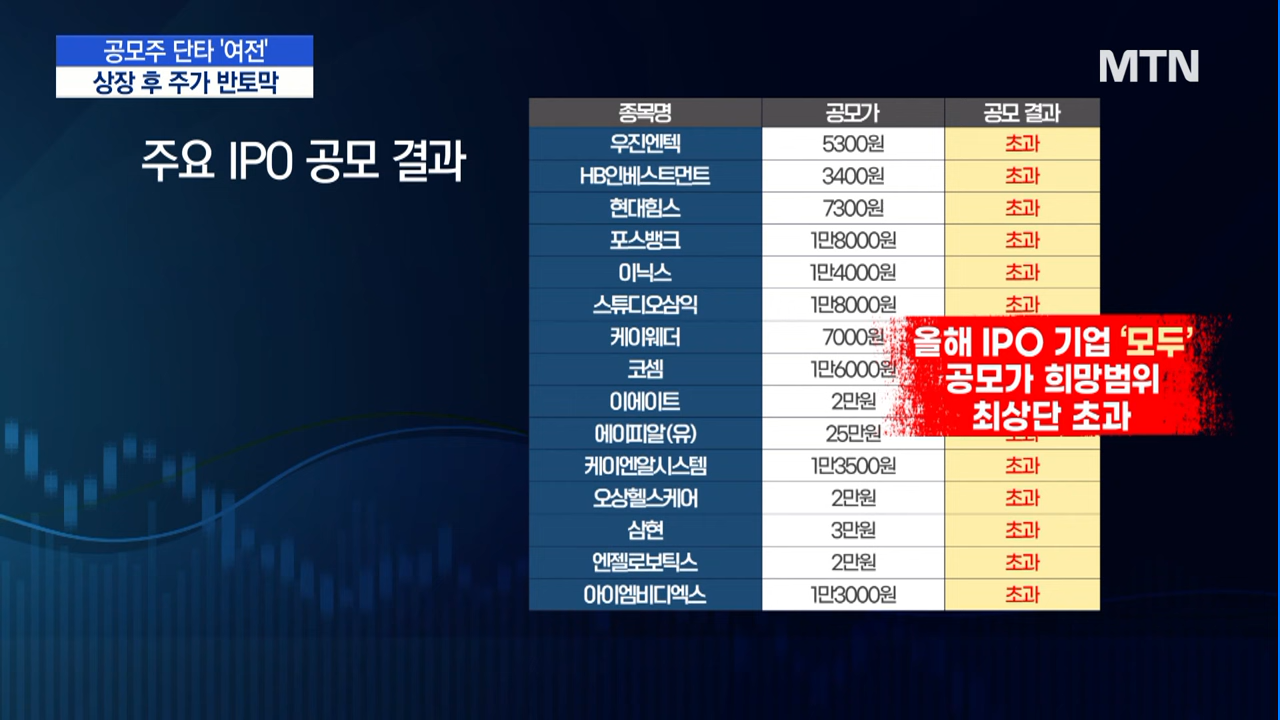 공모주 단타 '여전'
상장 후 주가 반토막
MTN
주요 IPO 공모 결과
종목명 공모가 공모 결과
우진엔텍 5300원 초과
HB인베스트먼트 3400원 초과
현대힘스 7300원 초과
포스뱅크 1만8000원 초과
이닉스 1만4000원 초과
스튜디오삼익 1만8000원 초과
케이웨더 7000원
코셈 1만6000원
이에이트 2만원
에이피알(유) 25만원
케이엔알시스템 1만3500원 초과
오상헬스케어 2만원 초과
삼현 3만원 초과
엔젤로보틱스 2만원 초과
아이엠비디엑스 1만3000원 초과
올해 IPO 기업 '모두'
공모가 희망범위
최상단 초과